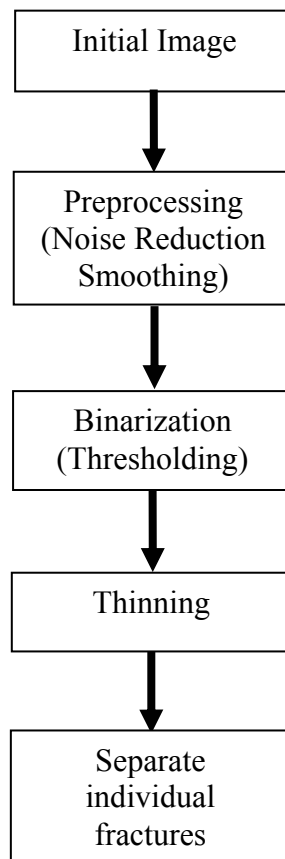 Initial Image
Preprocessing
(Noise Reduction
Smoothing)
Binarization
(Thresholding)
Thinning
Separate
individual
fractures